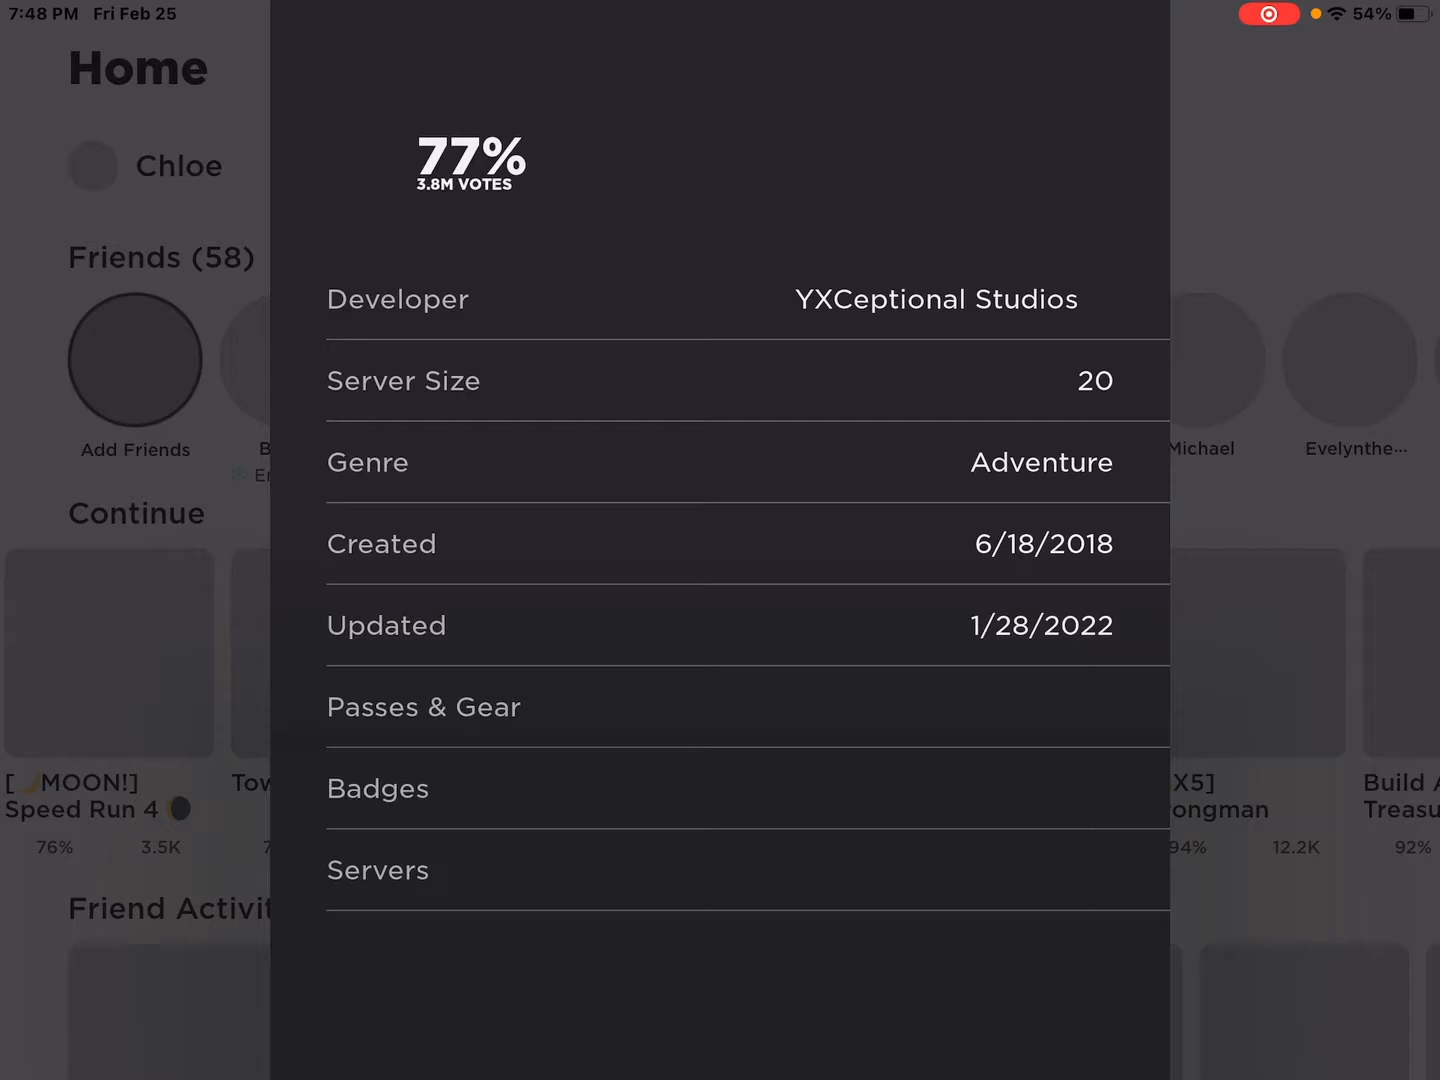 7:48 PM Fri Feb 25
54%
Home
Chloe
Friends (58)
Add Friends
Michael
Evelynthe...
Continue
[🌙MOON!]
Speed Run 4 🌘
76% 3.5K
X5]
94% 12.2K
Build
92%
Friend
77%
3.8M VOTES
Developer YXCeptional Studios
Server Size 20
Genre Adventure
Created 6/18/2018
Updated 1/28/2022
Passes & Gear
Badges
Servers